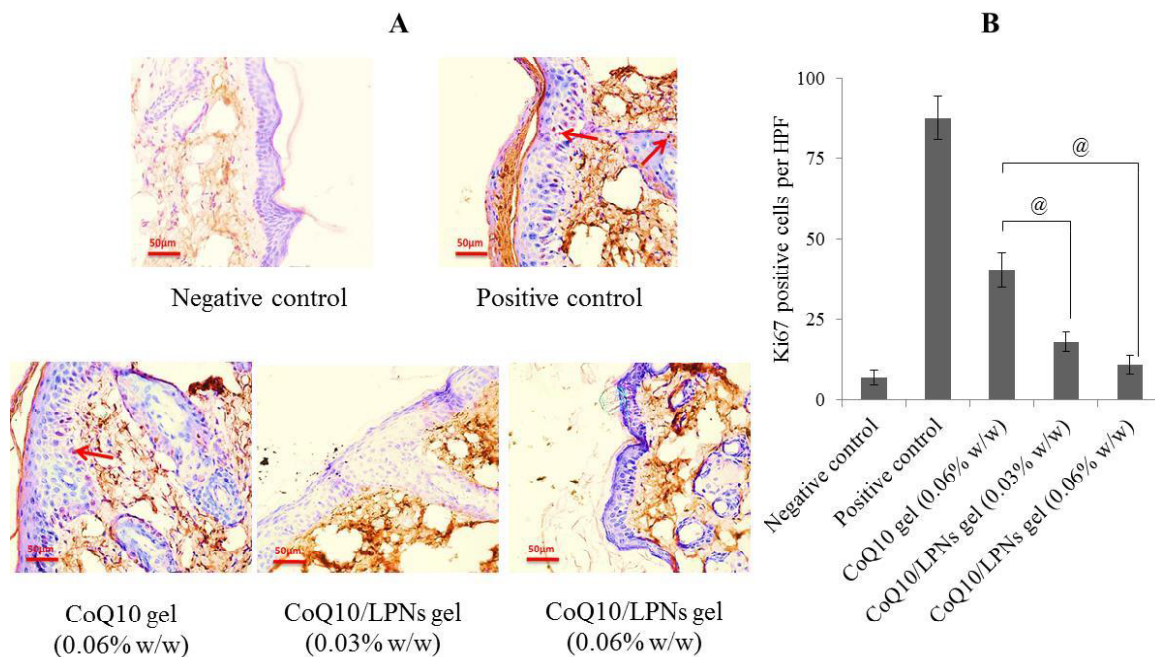 A
50μm
Negative control
50μm
Positive control
50μm
CoQ10 gel
(0.06% w/w)
50μm
CoQ10/LPNs gel
(0.03% w/w)
50μm
CoQ10/LPNs gel
(0.06% w/w)
B
Ki67 positive cells per HPF
100
75
50
25
0
@
@
Negative control
Positive control
CoQ10 gel (0.06% w/w)
CoQ10/LPNs gel (0.03% w/w)
CoQ10/LPNs gel (0.06% w/w)